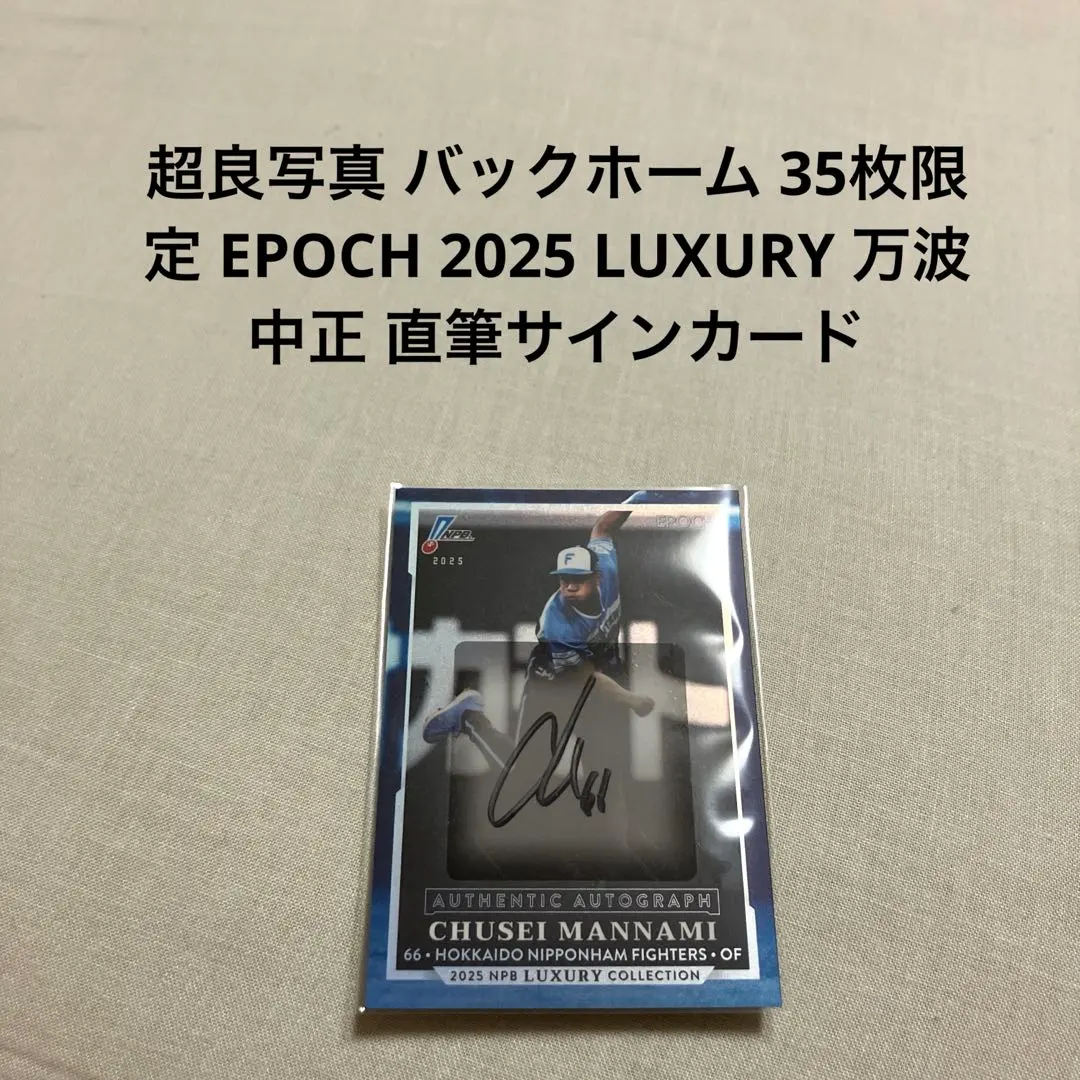 超良写真 バックホーム 35枚限
定 EPOCH 2025 LUXURY 万波
中正 直筆サインカード
NPB
2025
EPOCH
F
AUTHENTIC AUTOGRAPH
CHUSEI MANNAMI
66 • HOKKAIDO NIPPONHAM FIGHTERS • OF
2025 NPB LUXURY COLLECTION